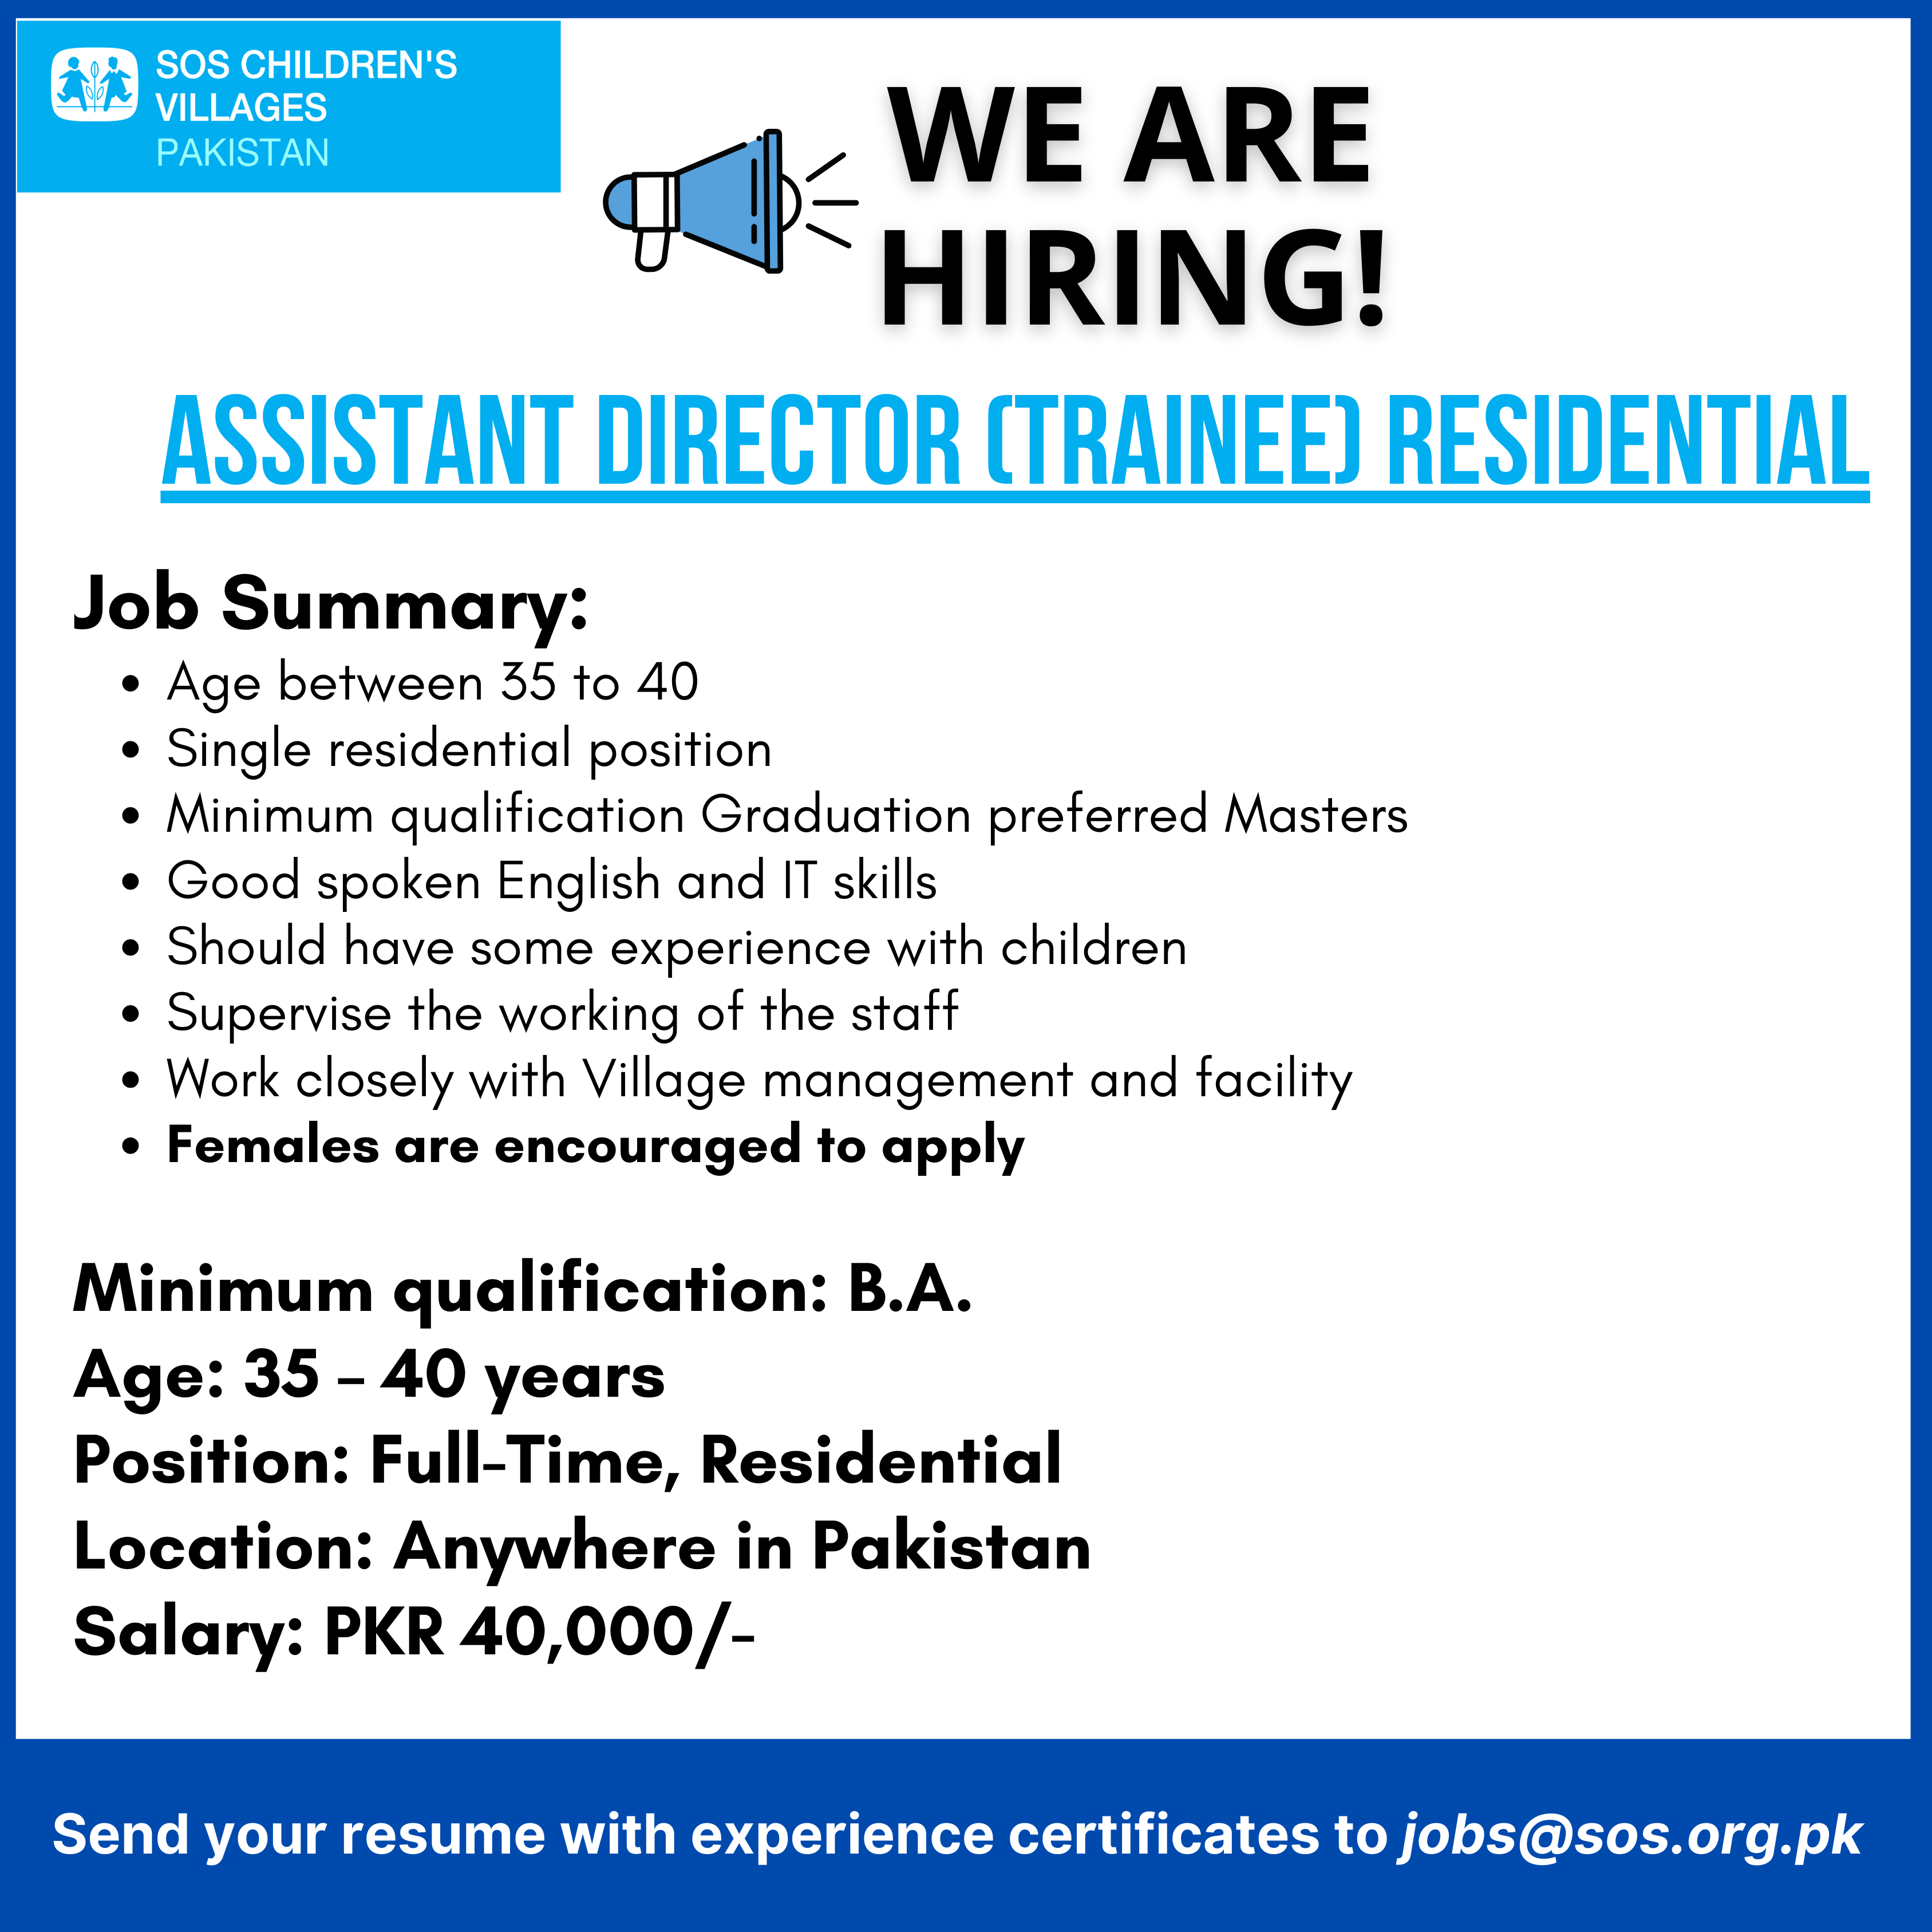 SOS CHILDREN'S
VILLAGES
PAKISTAN
WE ARE
HIRING!
ASSISTANT DIRECTOR (TRAINEE) RESIDENTIAL
Job Summary:
• Age between 35 to 40
• Single residential position
• Minimum qualification Graduation preferred Masters
• Good spoken English and IT skills
• Should have some experience with children
• Supervise the working of the staff
• Work closely with Village management and facility
• Females are encouraged to apply
Minimum qualification: B.A.
Age: 35 – 40 years
Position: Full-Time, Residential
Location: Anywhere in Pakistan
Salary: PKR 40,000/-
Send your resume with experience certificates to jobs@sos.org.pk